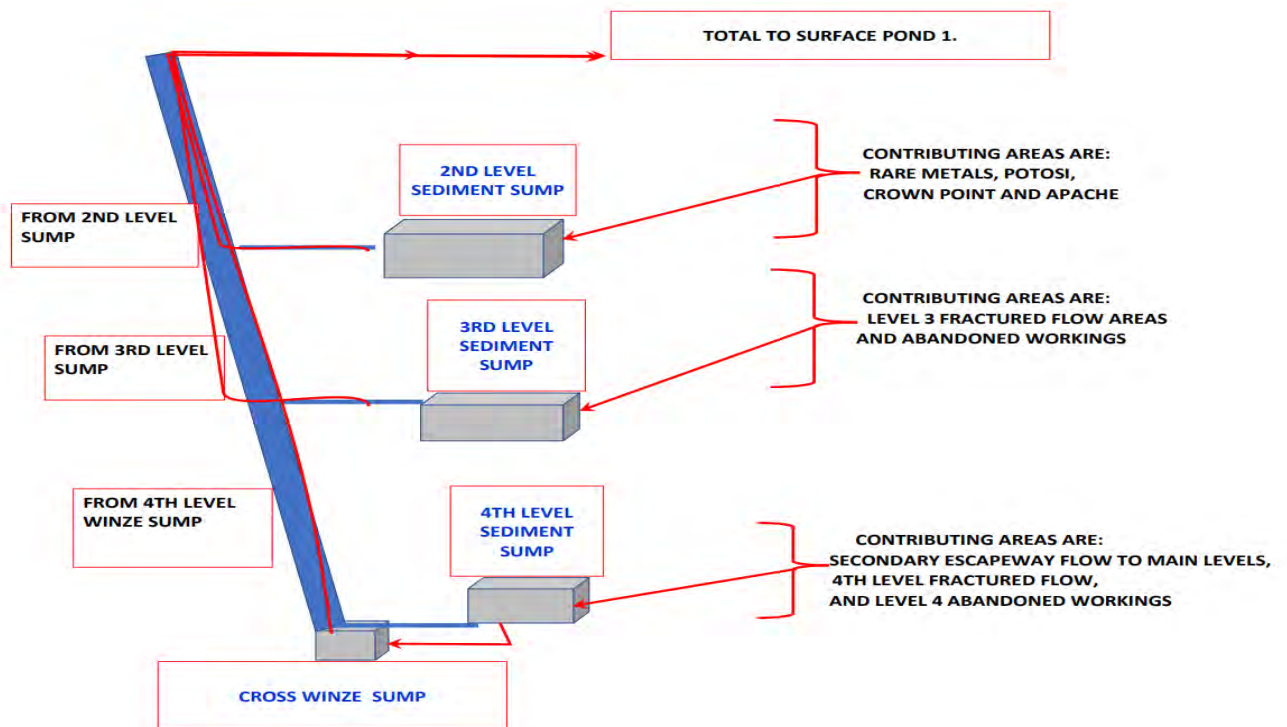 TOTAL TO SURFACE POND 1.
2ND LEVEL
SEDIMENT SUMP
CONTRIBUTING AREAS ARE:
RARE METALS, POTOSI,
CROWN POINT AND APACHE
FROM 2ND LEVEL
SUMP
3RD LEVEL
SEDIMENT
SUMP
CONTRIBUTING AREAS ARE:
LEVEL 3 FRACTURED FLOW AREAS
AND ABANDONED WORKINGS
FROM 3RD LEVEL
SUMP
FROM 4TH LEVEL
WINZE SUMP
4TH LEVEL
SEDIMENT
SUMP
CONTRIBUTING AREAS ARE:
SECONDARY ESCAPEWAY FLOW TO MAIN LEVELS,
4TH LEVEL FRACTURED FLOW,
AND LEVEL 4 ABANDONED WORKINGS
CROSS WINZE SUMP